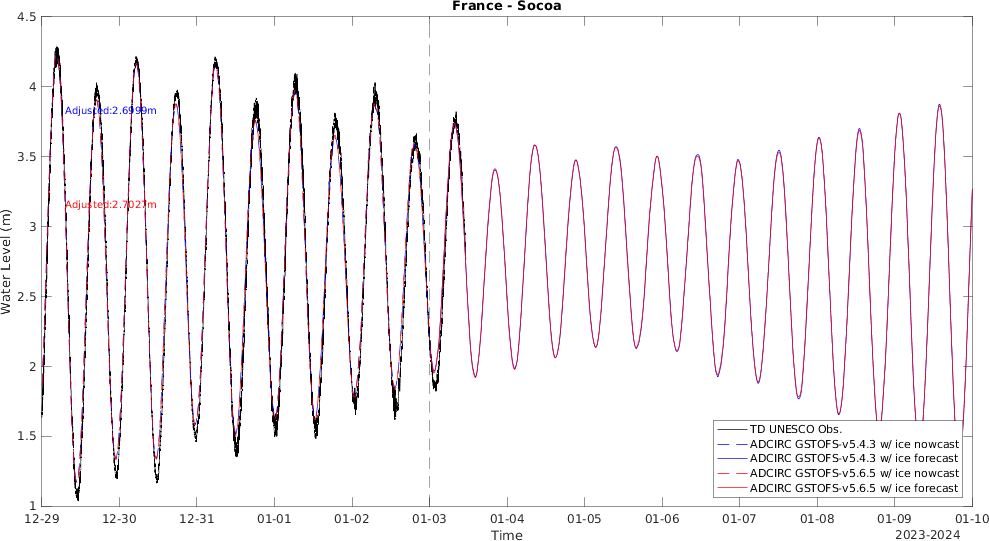 France - Socoa
4.5
4
3.5
3
2.5
2
1.5
1
Water Level (m)
Adjusted:2.6999m
Adjusted:2.7027m
TD UNESCO Obs.
ADCIRC GSTOFS-v5.4.3 w/ ice nowcast
ADCIRC GSTOFS-v5.4.3 w/ ice forecast
ADCIRC GSTOFS-v5.6.5 w/ ice nowcast
ADCIRC GSTOFS-v5.6.5 w/ ice forecast
12-29 12-30 12-31 01-01 01-02 01-03 01-04 01-05 01-06 01-07 01-08 01-09 01-10
Time
2023-2024